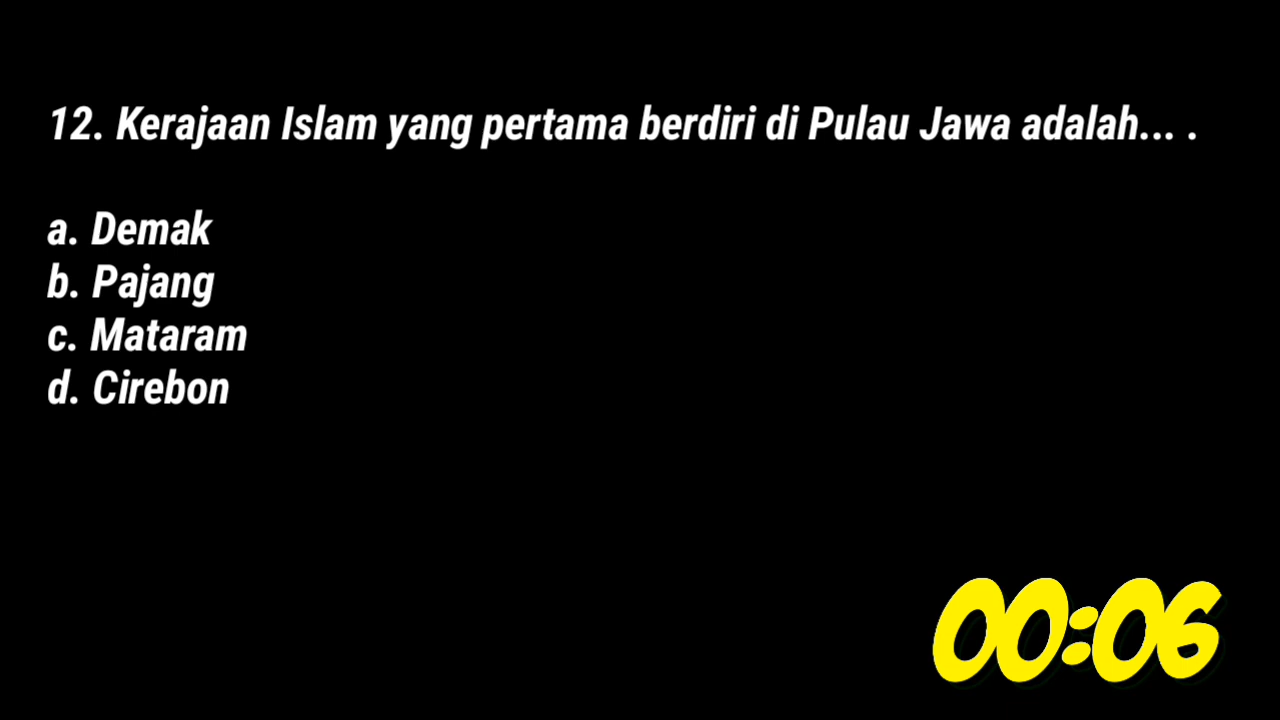 12. Kerajaan Islam yang pertama berdiri di Pulau Jawa adalah... .
a. Demak
b. Pajang
c. Mataram
d. Cirebon
00:06